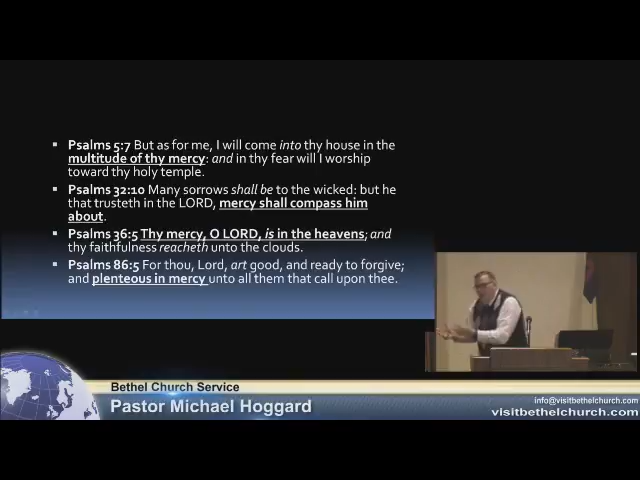 Psalms 5:7 But as for me, I will come into thy house in the
multitude of thy mercy: and in thy fear will I worship
toward thy holy temple.
Psalms 32:10 Many sorrows shall be to the wicked: but he
that trusteth in the LORD, mercy shall compass him
about.
Psalms 36:5 Thy mercy, O LORD, is in the heavens; and
thy faithfulness reacheth unto the clouds.
Psalms 86:5 For thou, Lord, art good, and ready to forgive;
and plenteous in mercy unto all them that call upon thee.
Bethel Church Service
Pastor Michael Hoggard
info@visitbethelchurch.com
visitbethelchurch.com